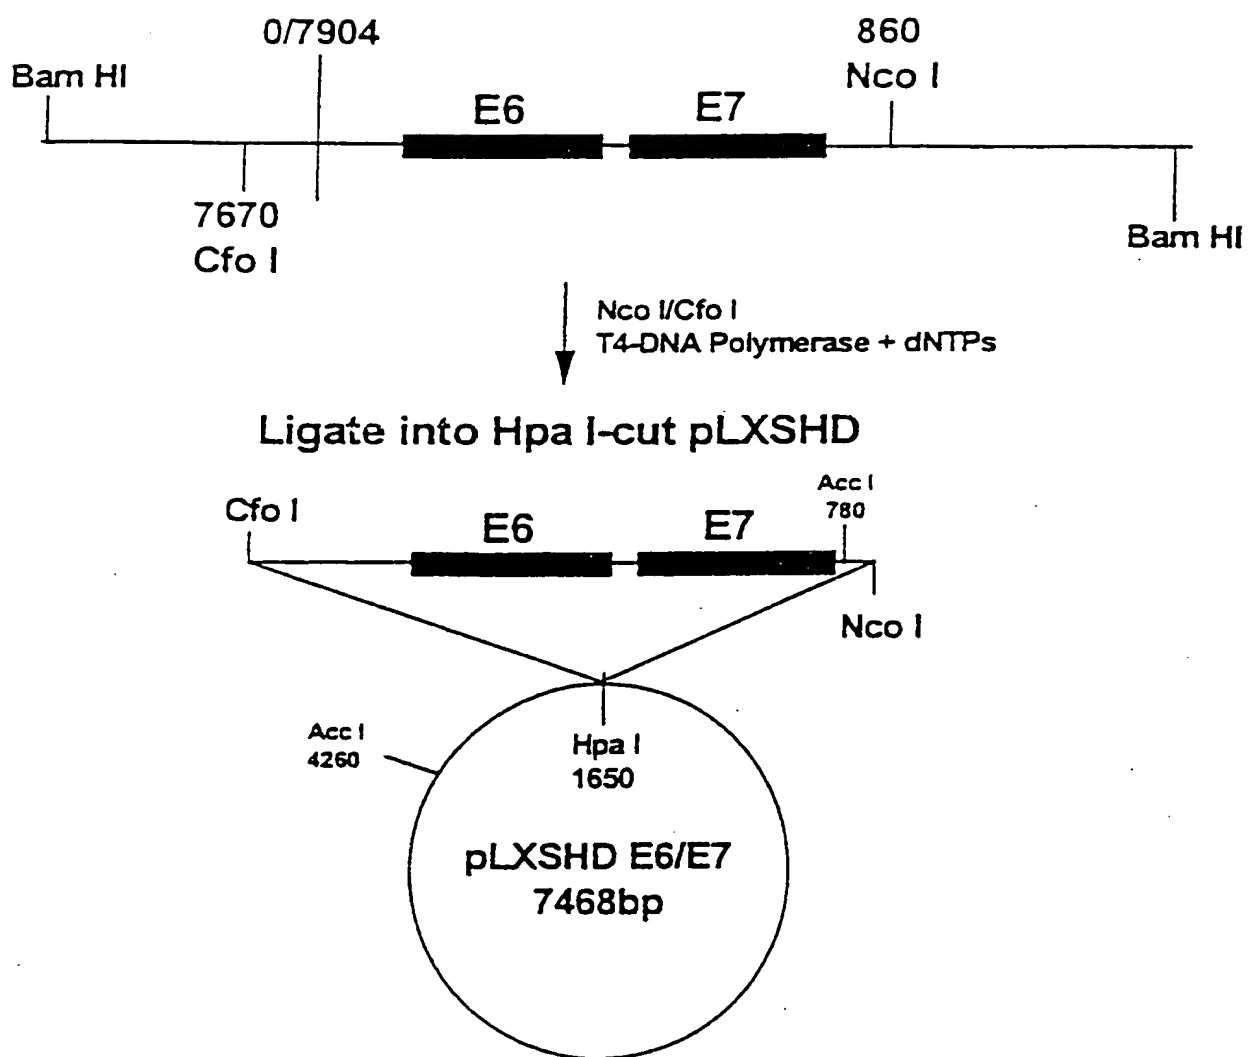 0/7904
860
Bam HI
Nco I
E6
E7
7670
Cfo I
Bam HI
Nco I/Cfo I
T4-DNA Polymerase + dNTPs
Ligate into Hpa I-cut pLXSHD
Acc I
780
Cfo I
E6
E7
Nco I
Acc I
4260
Hpa I
1650
pLXSHD E6/E7
7468bp